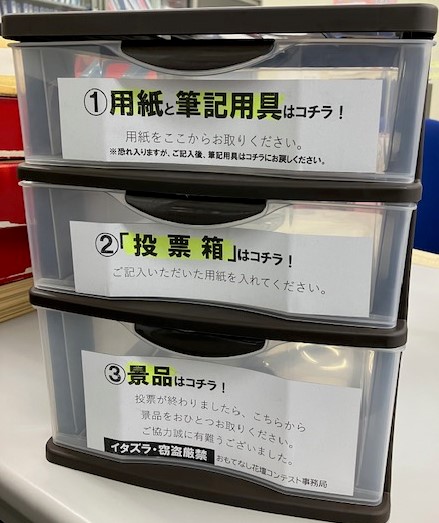 ①用紙と筆記用具はコチラ！
用紙をここからお取りください。
※恐れ入りますが、ご記入後、筆記用具はコチラにお戻しください。
②「投票箱」はコチラ！
ご記入いただいた用紙を入れてください。
③景品はコチラ！
投票が終わりましたら、こちらから
景品をおひとつお取りください。
ご協力誠に有難うございました。
イタズラ・窃盗厳禁 おもてなし花壇コンテスト事務局